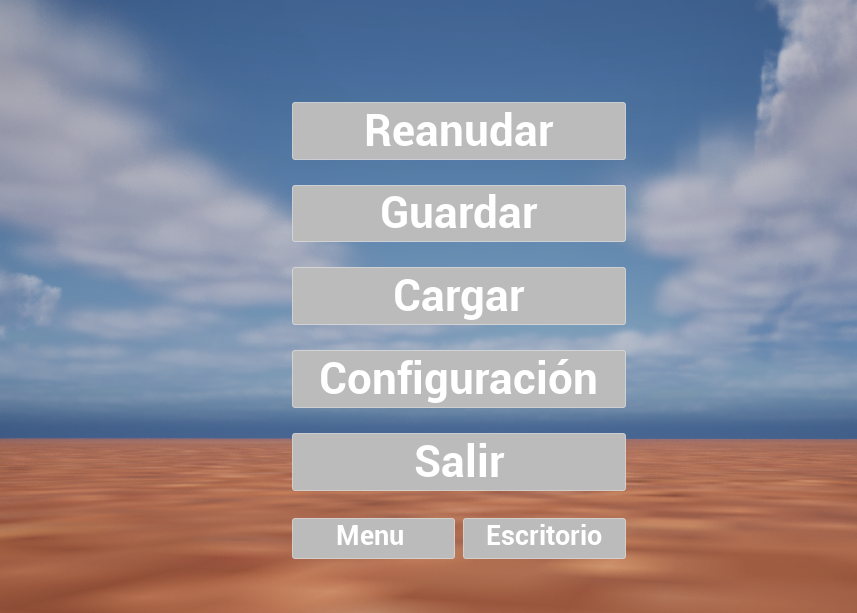 Reanudar
Guardar
Cargar
Configuración
Salir
Menu Escritorio